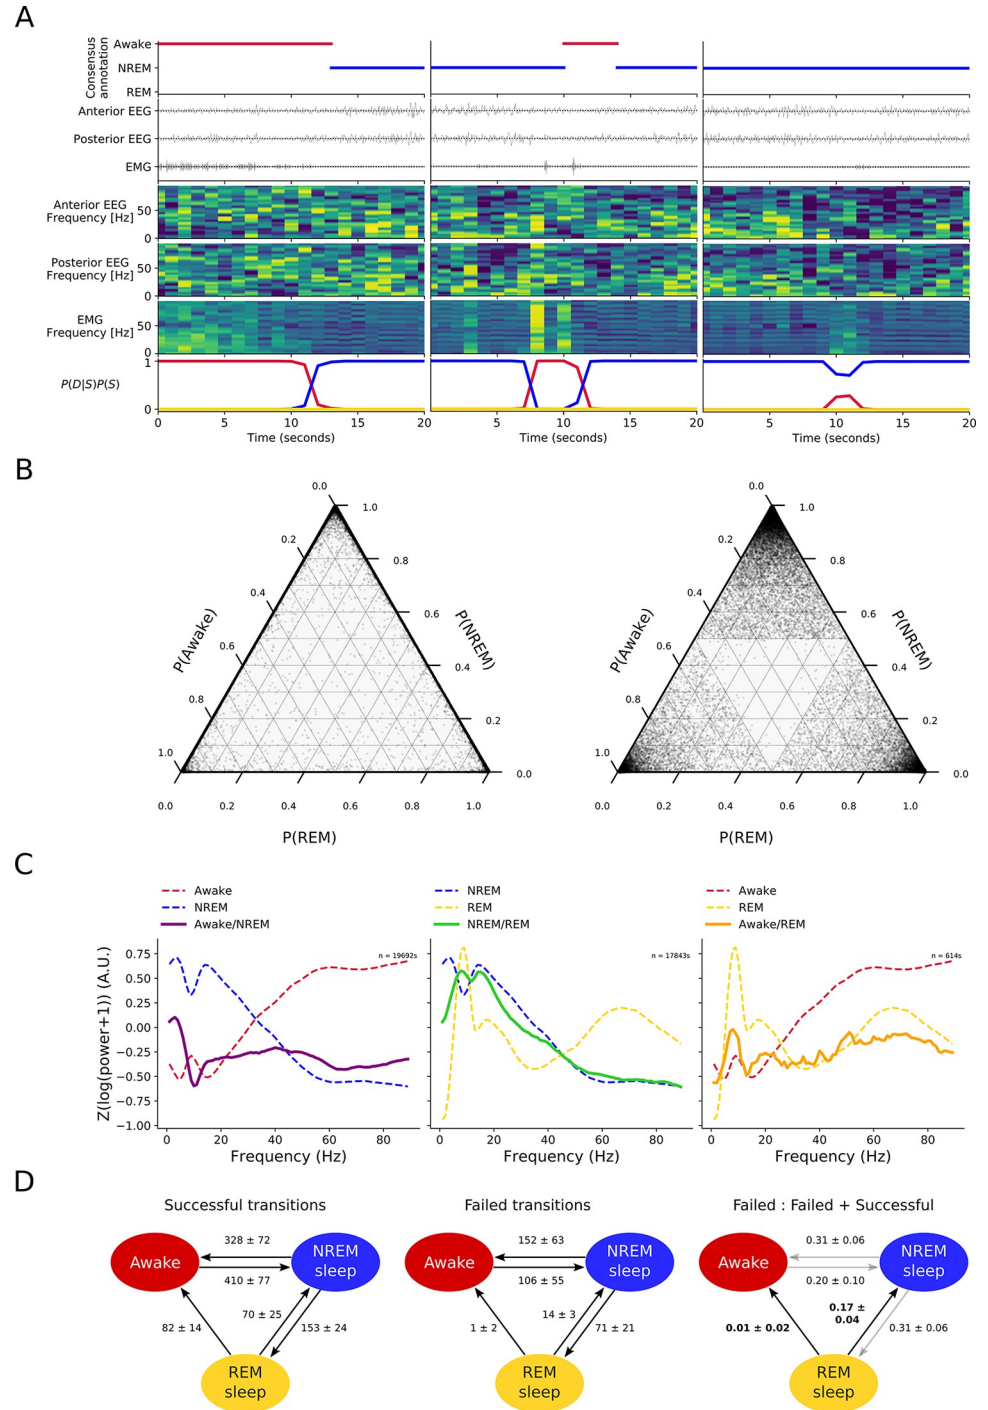 A
Consensus
annotation
Awake
NREM
REM
Anterior EEG
Posterior EEG
EMG
Anterior EEG
Frequency [Hz]
50
0
Posterior EEG
Frequency [Hz]
50
0
EMG
Frequency [Hz]
50
0
P(D|S)P(S)
1
0
0 5 10 15 20
5 10 15 20
5 10 15 20
Time (seconds) Time (seconds) Time (seconds)
B
0.0 1.0
0.2 0.8
0.4 0.6
0.6 0.4
0.8 0.2
1.0 0.0
P(Awake)
P(NREM)
0.0 0.2 0.4 0.6 0.8 1.0
P(REM)
0.0 1.0
0.2 0.8
0.4 0.6
0.6 0.4
0.8 0.2
1.0 0.0
P(Awake)
P(NREM)
0.0 0.2 0.4 0.6 0.8 1.0
P(REM)
C
Awake
NREM
Awake/NREM
NREM
REM
NREM/REM
Awake
REM
Awake/REM
n = 19692s
n = 17843s
n = 614s
Z(log(power+1)) (A.U.)
0.75
0.50
0.25
0.00
−0.25
−0.50
−0.75
−1.00
0 20 40 60 80
0 20 40 60 80
0 20 40 60 80
Frequency (Hz) Frequency (Hz) Frequency (Hz)
D
Successful transitions
Awake
NREM
sleep
REM
sleep
328 ± 72
410 ± 77
70 ± 25
82 ± 14
153 ± 24
Failed transitions
Awake
NREM
sleep
REM
sleep
152 ± 63
106 ± 55
14 ± 3
1 ± 2
71 ± 21
Failed : Failed + Successful
Awake
NREM
sleep
REM
sleep
0.31 ± 0.06
0.20 ± 0.10
0.17 ±
0.04
0.01 ± 0.02
0.31 ± 0.06